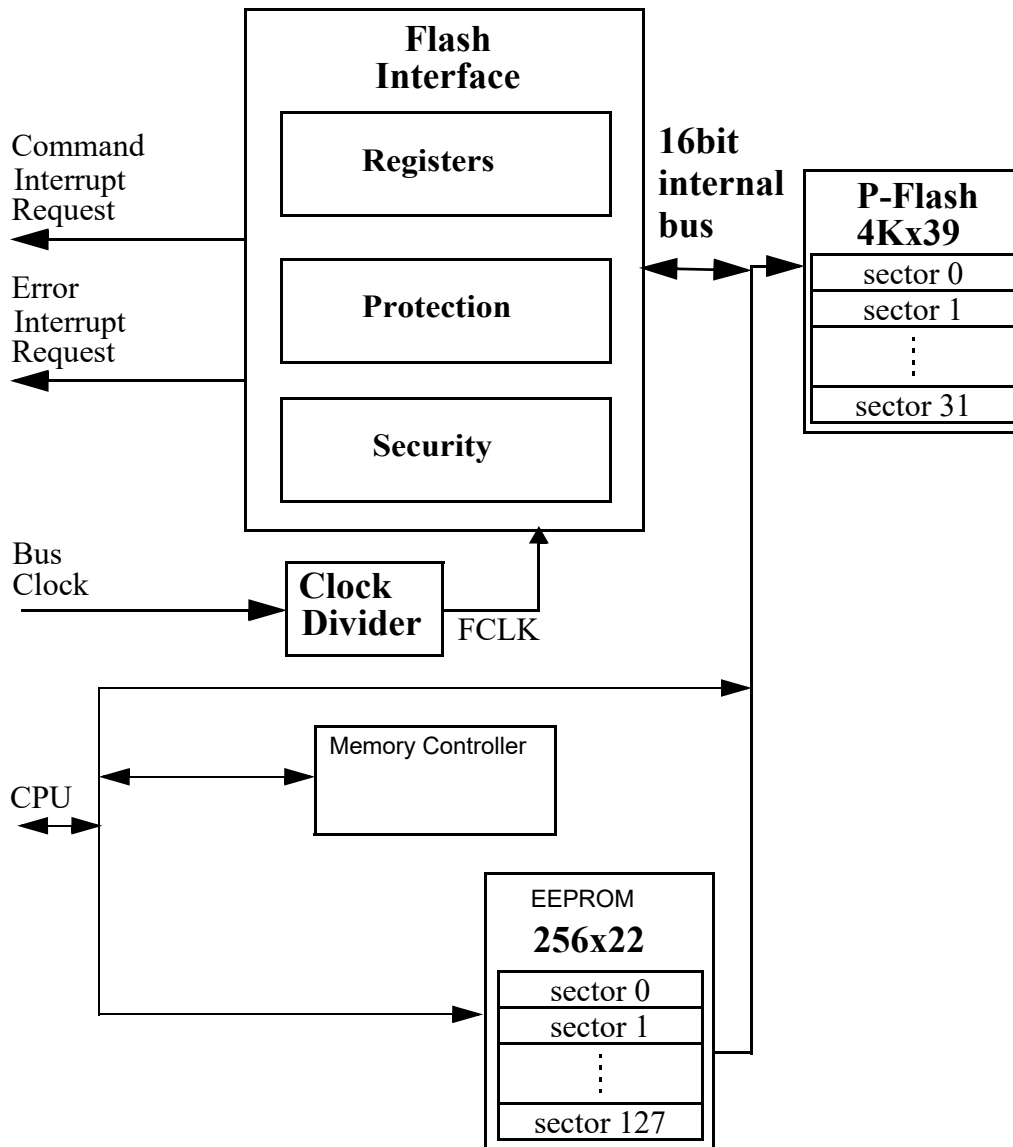 Flash
Interface
Registers
Protection
Security
Command
Interrupt
Request
Error
Interrupt
Request
16bit
internal
bus
P-Flash
4Kx39
sector 0
sector 1
sector 31
Bus
Clock
Clock
Divider
FCLK
Memory Controller
CPU
EEPROM
256x22
sector 0
sector 1
sector 127